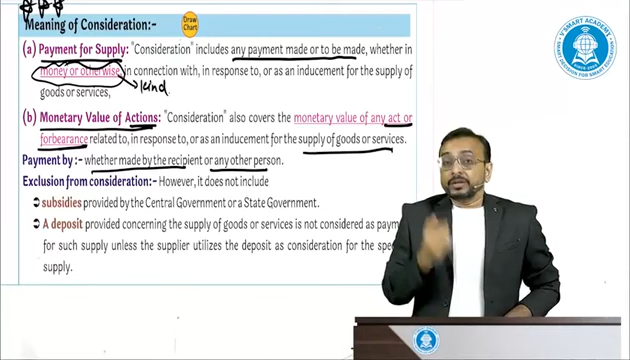 Meaning of Consideration:-
Draw
Chart
(a) Payment for Supply: "Consideration" includes any payment made or to be made, whether in
money or otherwise, in connection with, in response to, or as an inducement for the supply of
goods or services,
kind
(b) Monetary Value of Actions: "Consideration" also covers the monetary value of any act or
forbearance related to, in response to, or as an inducement for the supply of goods or services.
Payment by :- whether made by the recipient or any other person.
Exclusion from consideration:- However, it does not include
➲ subsidies provided by the Central Government or a State Government.
➲ A deposit provided concerning the supply of goods or services is not considered as paym
for such supply unless the supplier utilizes the deposit as consideration for the spe
supply.
V'SMART ACADEMY